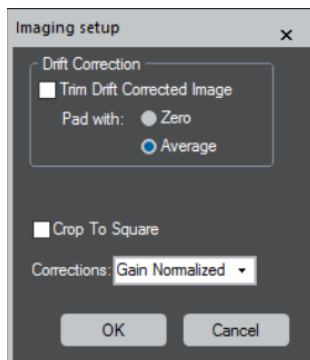 Imaging setup
Drift Correction
Trim Drift Corrected Image
Pad with: Zero
Average
Crop To Square
Corrections: Gain Normalized
OK Cancel